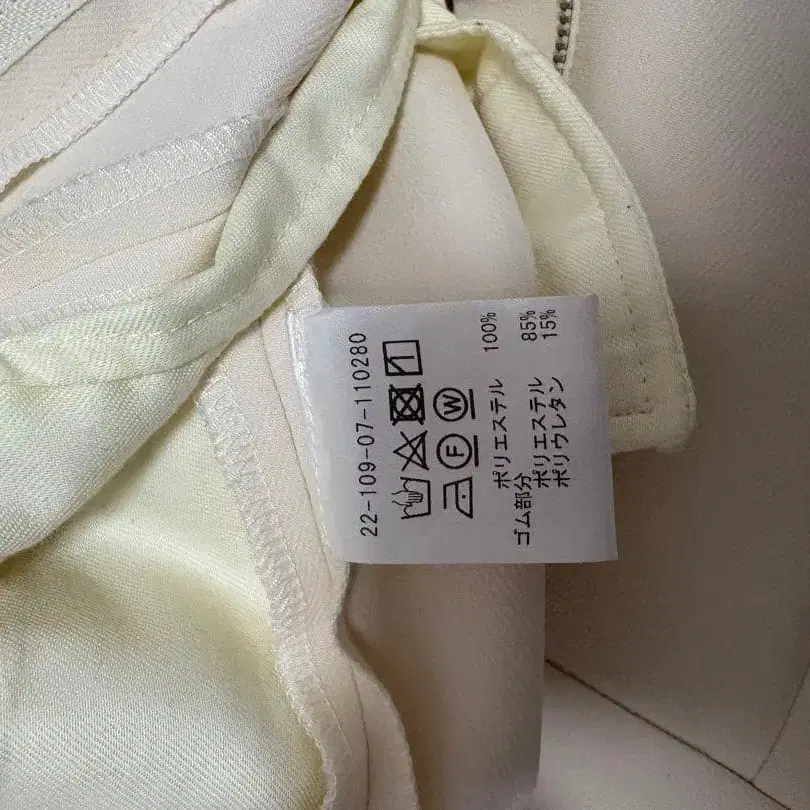 22-109-07-110280
F W
ポリエステル 100%
ゴム部分
ポリエステル 85%
ポリウレタン 15%